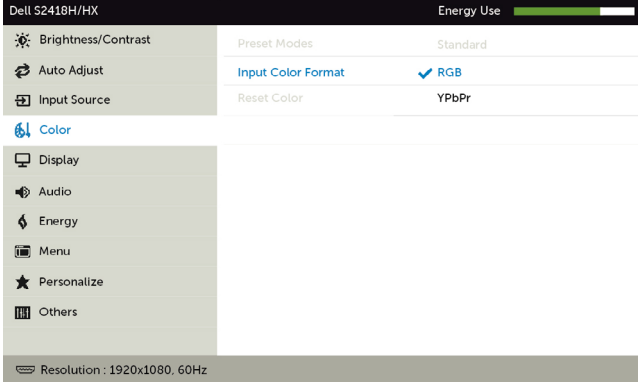 Dell S2418H/HX Energy Use
Brightness/Contrast Preset Modes Standard
Auto Adjust Input Color Format RGB
Input Source Reset Color YPbPr
Color
Display
Audio
Energy
Menu
Personalize
Others
Resolution : 1920x1080, 60Hz